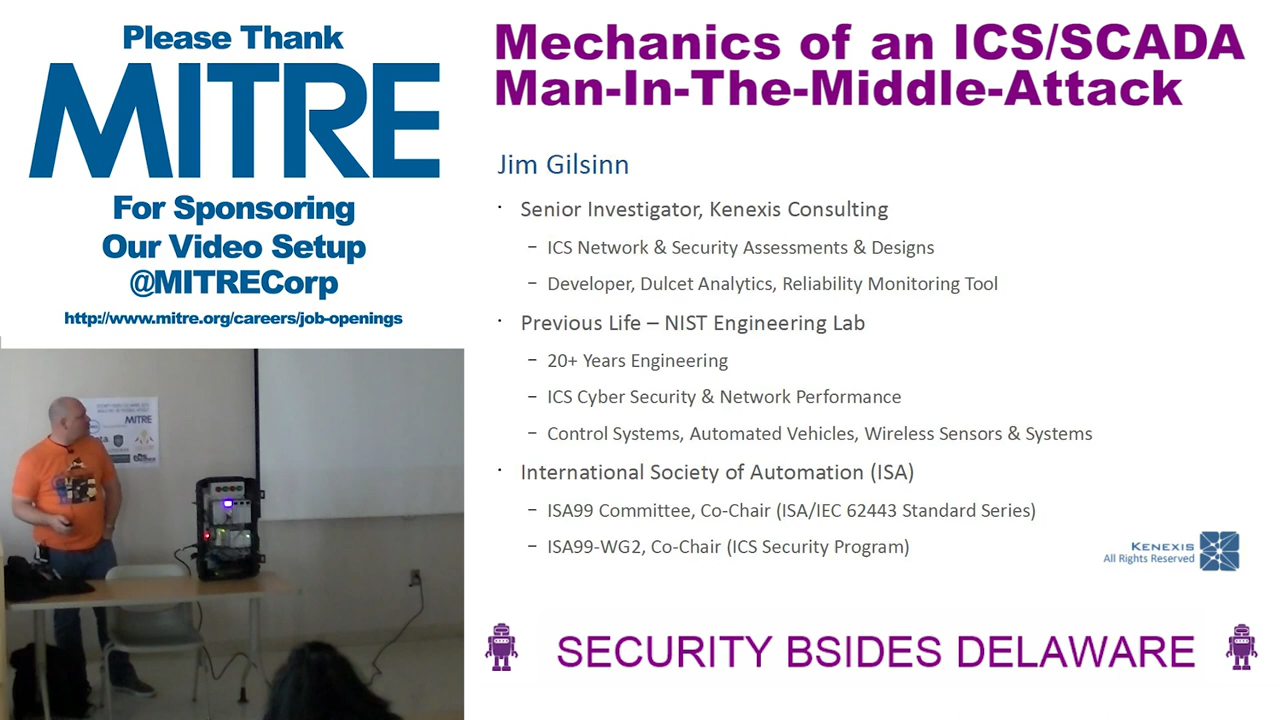 Please Thank
MITRE
For Sponsoring
Our Video Setup
@MITRECorp
http://www.mitre.org/careers/job-openings
MITRE
Mechanics of an ICS/SCADA
Man-In-The-Middle-Attack
Jim Gilsinn
· Senior Investigator, Kenexis Consulting
– ICS Network & Security Assessments & Designs
– Developer, Dulcet Analytics, Reliability Monitoring Tool
· Previous Life – NIST Engineering Lab
– 20+ Years Engineering
– ICS Cyber Security & Network Performance
– Control Systems, Automated Vehicles, Wireless Sensors & Systems
· International Society of Automation (ISA)
– ISA99 Committee, Co-Chair (ISA/IEC 62443 Standard Series)
– ISA99-WG2, Co-Chair (ICS Security Program)
KENEXIS
All Rights Reserved
SECURITY BSIDES DELAWARE